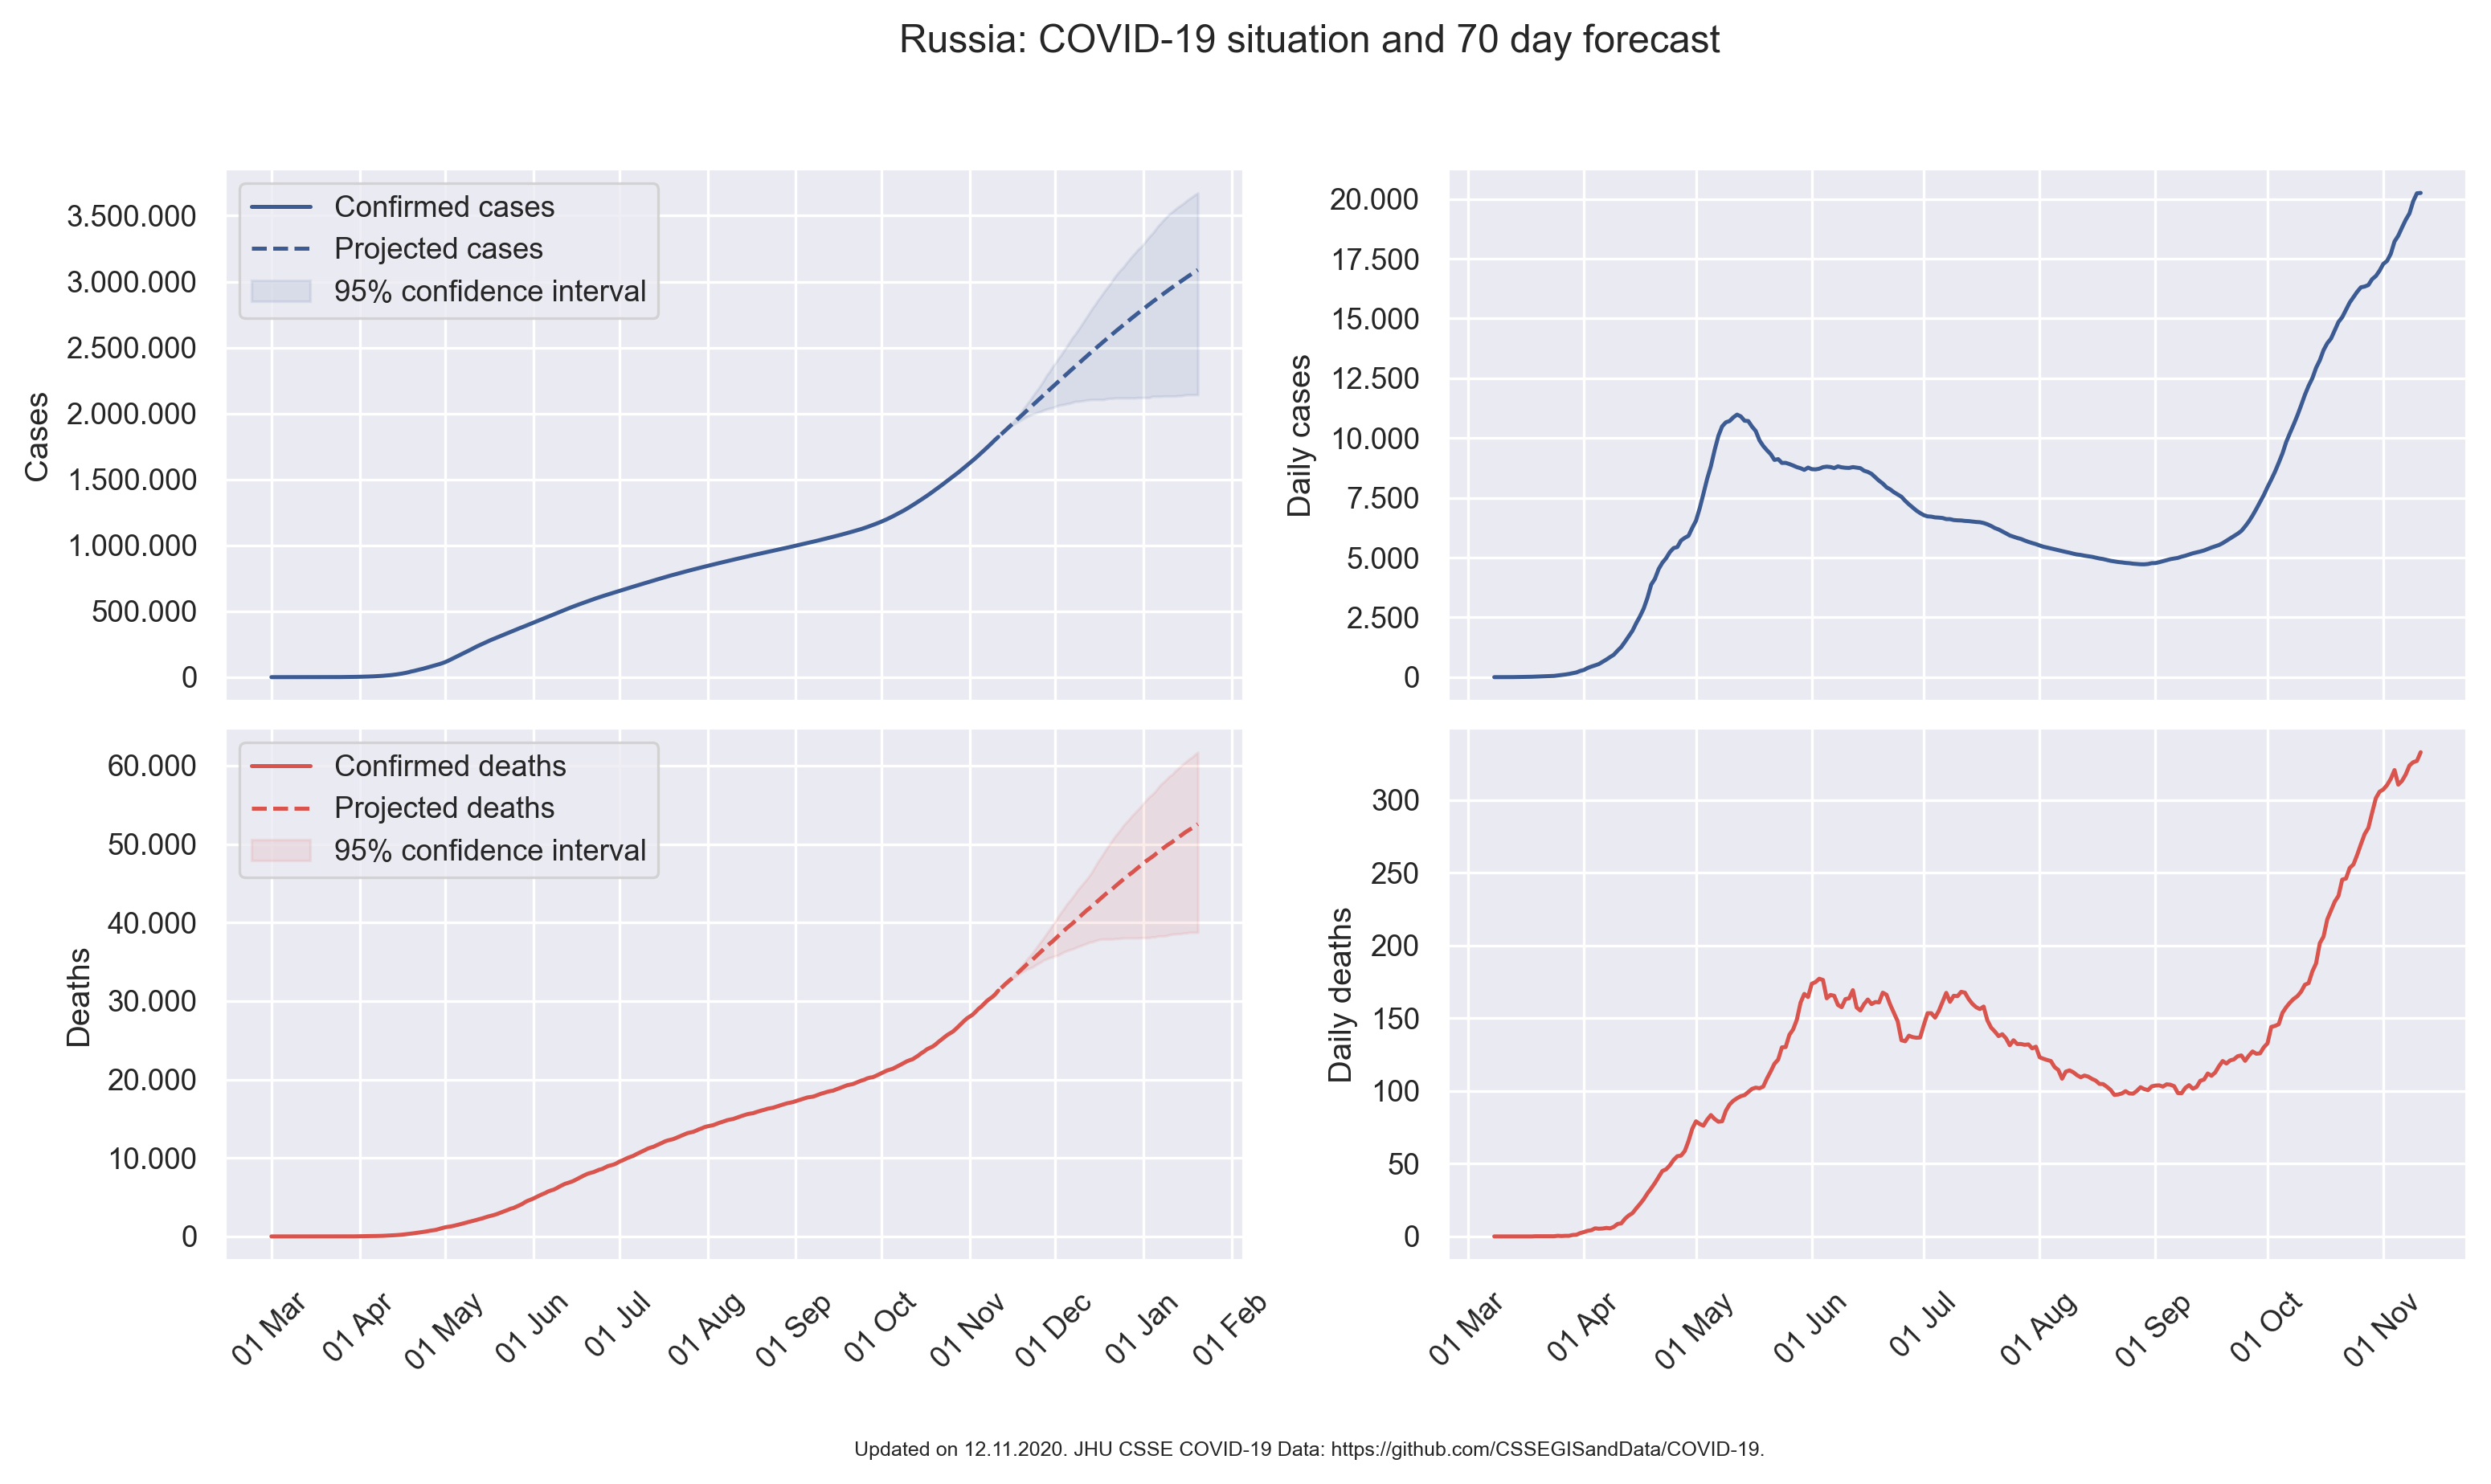 Russia: COVID-19 situation and 70 day forecast
Confirmed cases
Projected cases
95% confidence interval
Cases
3.500.000
3.000.000
2.500.000
2.000.000
1.500.000
1.000.000
500.000
0
Daily cases
20.000
17.500
15.000
12.500
10.000
7.500
5.000
2.500
0
Confirmed deaths
Projected deaths
95% confidence interval
Deaths
60.000
50.000
40.000
30.000
20.000
10.000
0
01 Mar
01 Apr
01 May
01 Jun
01 Jul
01 Aug
01 Sep
01 Oct
01 Nov
01 Dec
01 Jan
01 Feb
Daily deaths
300
250
200
150
100
50
0
01 Mar
01 Apr
01 May
01 Jun
01 Jul
01 Aug
01 Sep
01 Oct
01 Nov
Updated on 12.11.2020. JHU CSSE COVID-19 Data: https://github.com/CSSEGISandData/COVID-19.